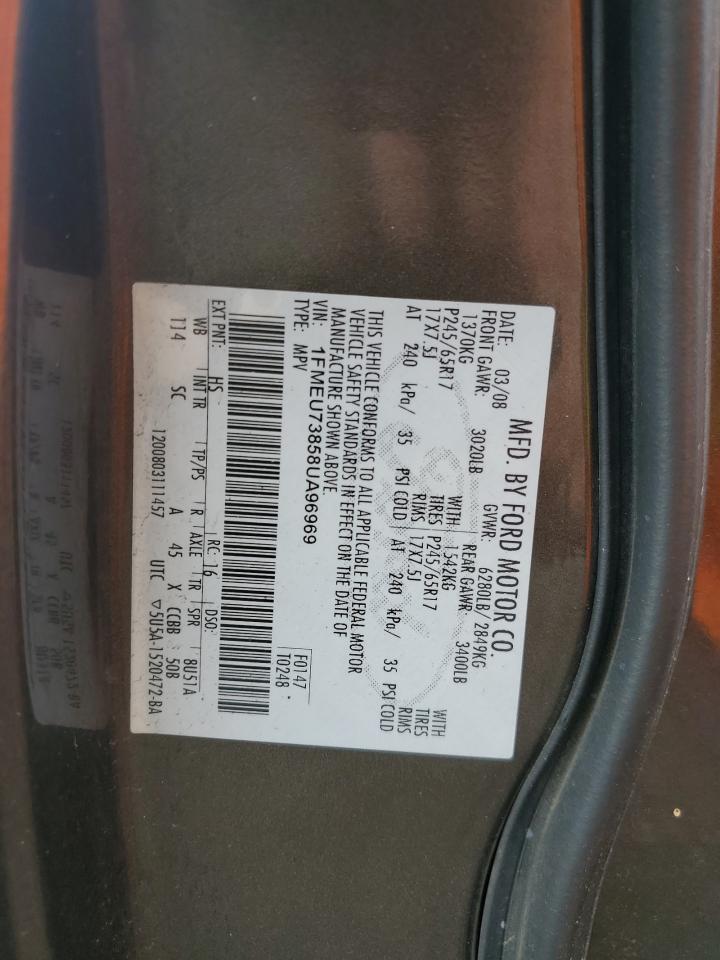 MFD. BY FORD MOTOR CO.
DATE: 03/08 GVWR: 6280LB/ 2849KG
FRONT GAWR: 3020LB REAR GAWR 3400LB
1370KG WITH 1542KG WITH
P245/65R17 TIRES P245/65R17 TIRES
17X7.5J RIMS 17X7.5J RIMS
AT 240 kPa/ 35 PSI COLD AT 240 kPa/ 35 PSI COLD
THIS VEHICLE CONFORMS TO ALL APPLICABLE FEDERAL MOTOR
VEHICLE SAFETY STANDARDS IN EFFECT ON THE DATE OF
MANUFACTURE SHOWN ABOVE.
VIN: 1FMEU73858UA96969
TYPE: MPV
F0147
T0248
EXT PNT: HS RC: 16 DSO:
WB INT TR TP/PS R AXLE TR SPR 8U51A
114 SC A 45 X CCBB 50B
1200803111457 UTC ▽5U5A-1520472-BA